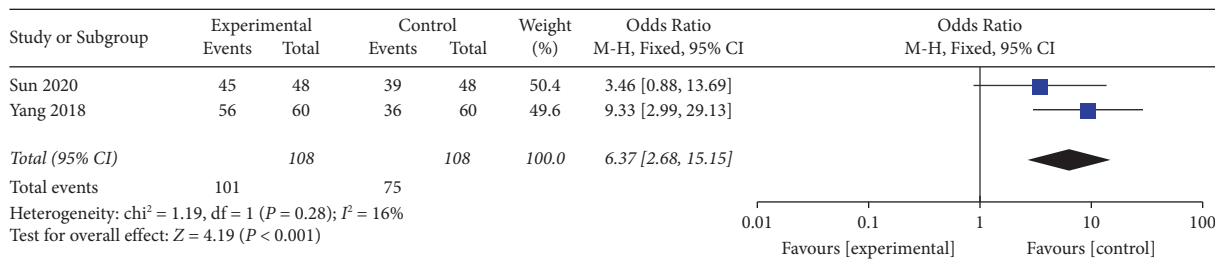 Study or Subgroup Experimental Control Weight Odds Ratio Odds Ratio
Events Total Events Total (%) M-H, Fixed, 95% CI M-H, Fixed, 95% CI
Sun 2020 45 48 39 48 50.4 3.46 [0.88, 13.69]
Yang 2018 56 60 36 60 49.6 9.33 [2.99, 29.13]
Total (95% CI) 108 108 100.0 6.37 [2.68, 15.15]
Total events 101 75
Heterogeneity: chi² = 1.19, df = 1 (P = 0.28); I² = 16%
Test for overall effect: Z = 4.19 (P < 0.001)
0.01 0.1 1 10 100
Favours [experimental] Favours [control]